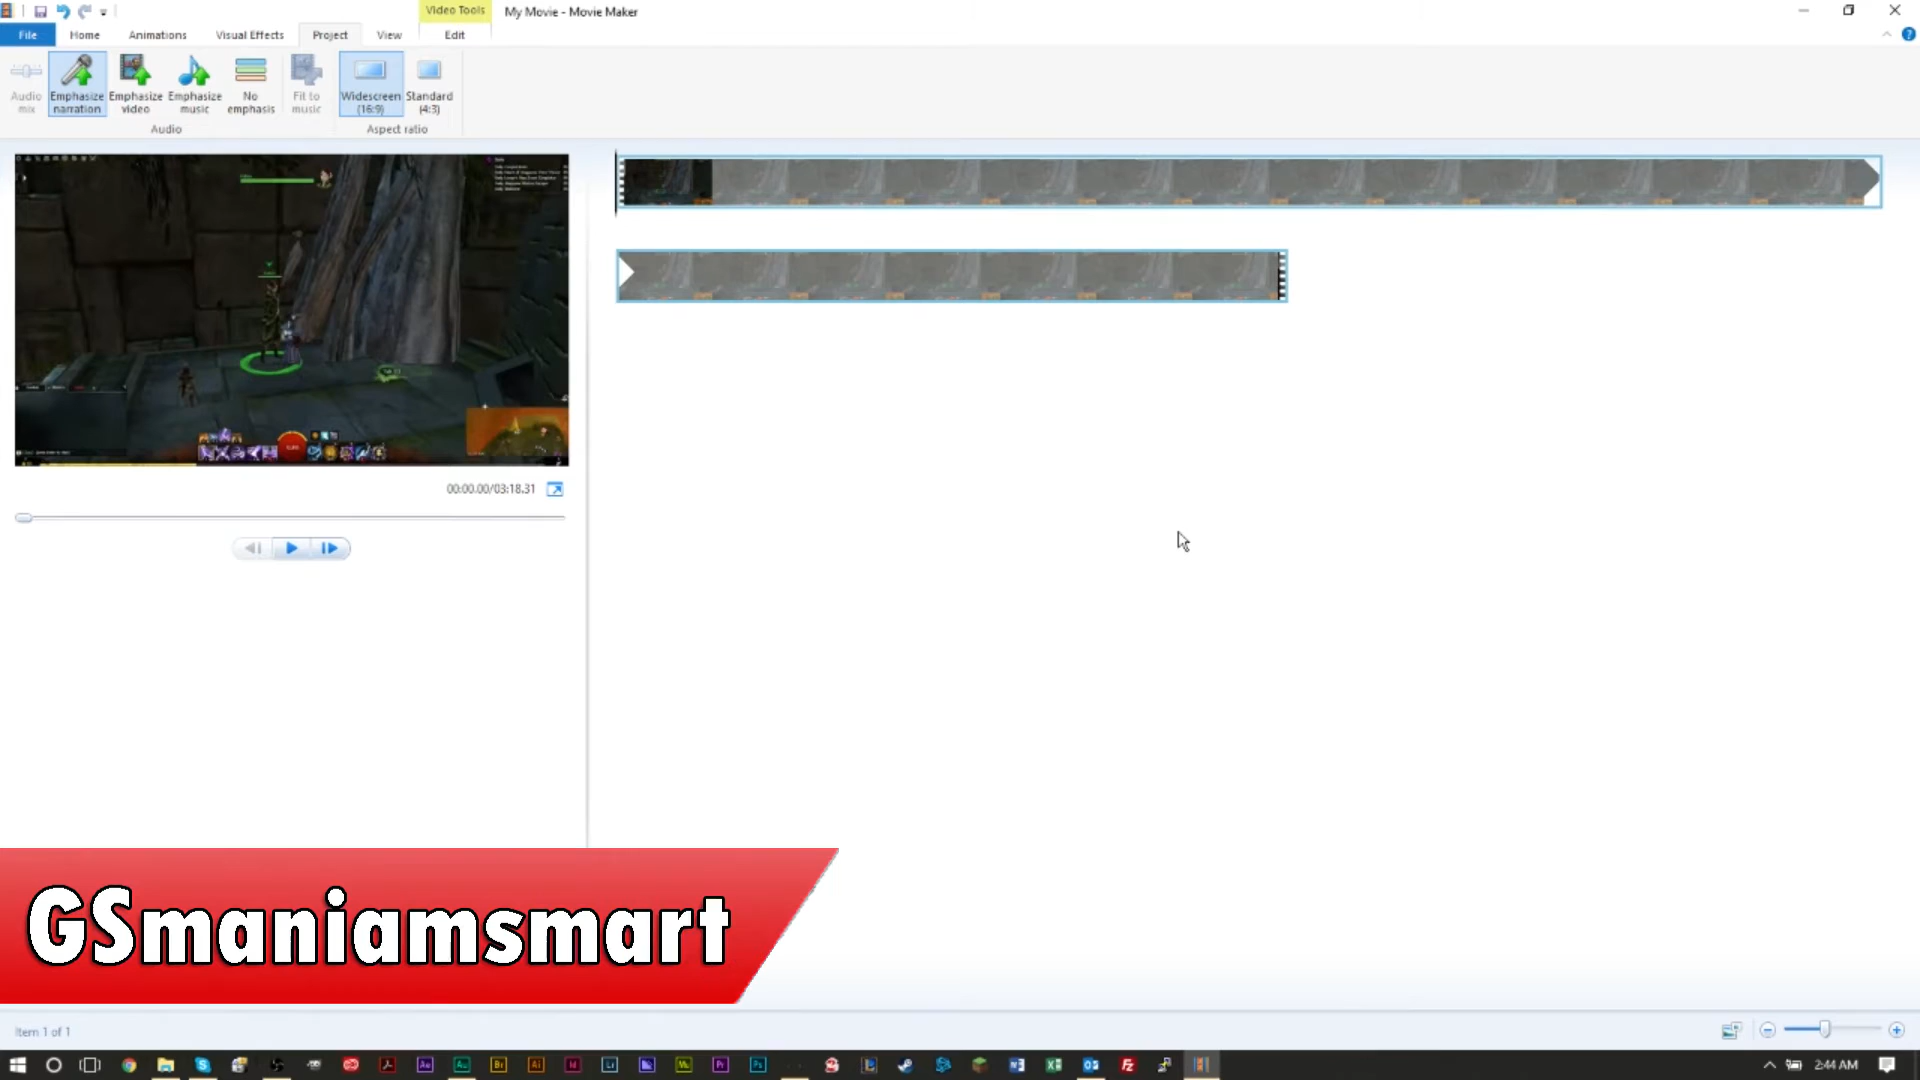 Video Tools
My Movie - Movie Maker
File
Home
Animations
Visual Effects
Project
View
Edit
Audio mix
Emphasize narration
Emphasize video
Emphasize music
No emphasis
Fit to music
Widescreen (16:9)
Standard (4:3)
Audio
Aspect ratio
00:00.00/03:18.31
GSmaniamsmart
Item 1 of 1
2:44 AM